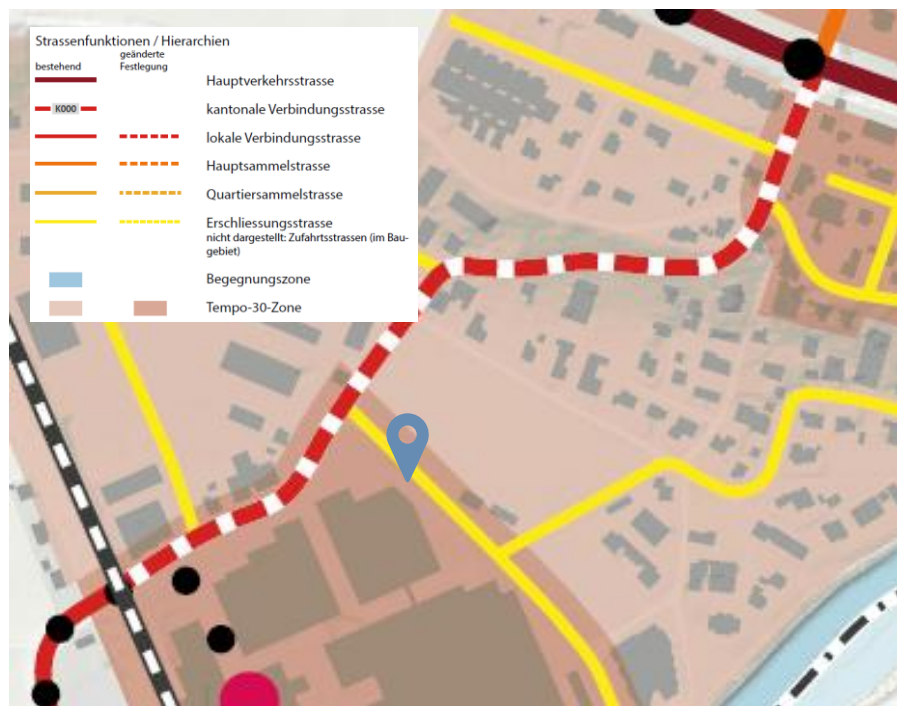 Strassenfunktionen / Hierarchien
bestehend
geänderte
Festlegung
Hauptverkehrsstrasse
K000
kantonale Verbindungsstrasse
lokale Verbindungsstrasse
Hauptsammelstrasse
Quartiersammelstrasse
Erschliessungsstrasse
nicht dargestellt: Zufahrtsstrassen (im Bau-
gebiet)
Begegnungszone
Tempo-30-Zone